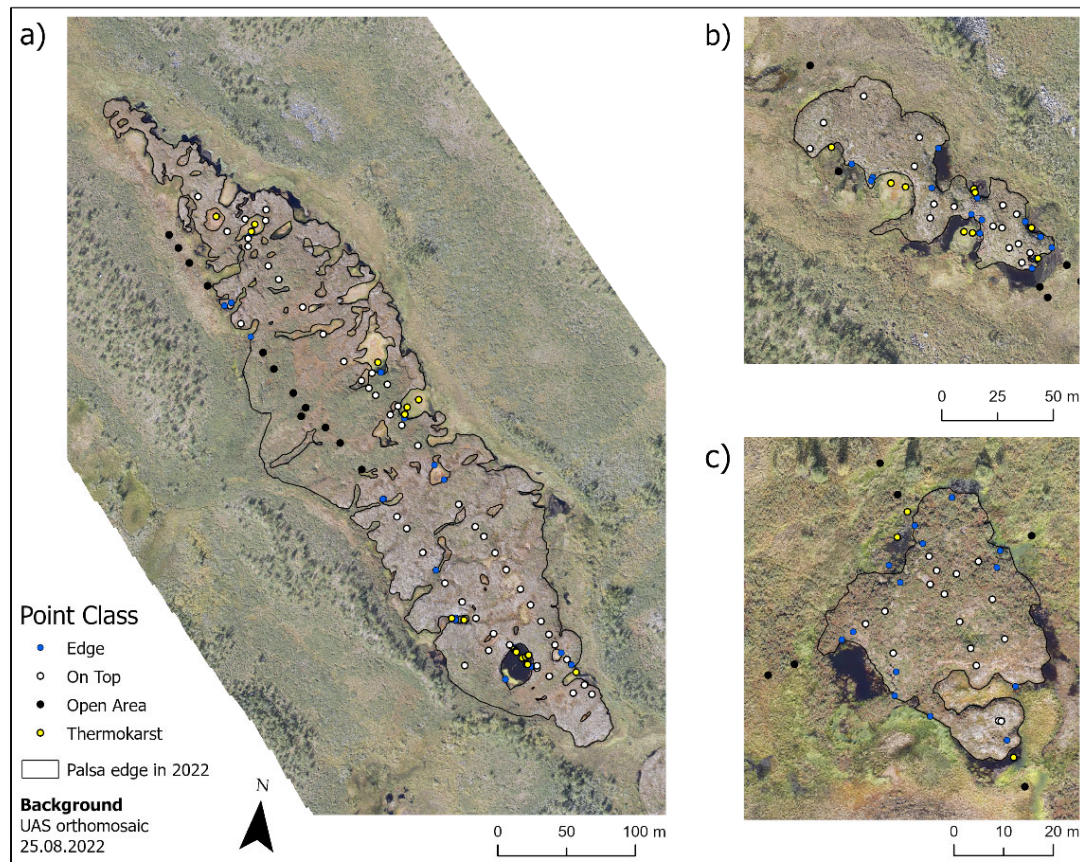 a)
Point Class
Edge
On Top
Open Area
Thermokarst
Palsa edge in 2022
Background
UAS orthomosaic
25.08.2022
N
0 50 100 m
b)
0 25 50 m
c)
0 10 20 m